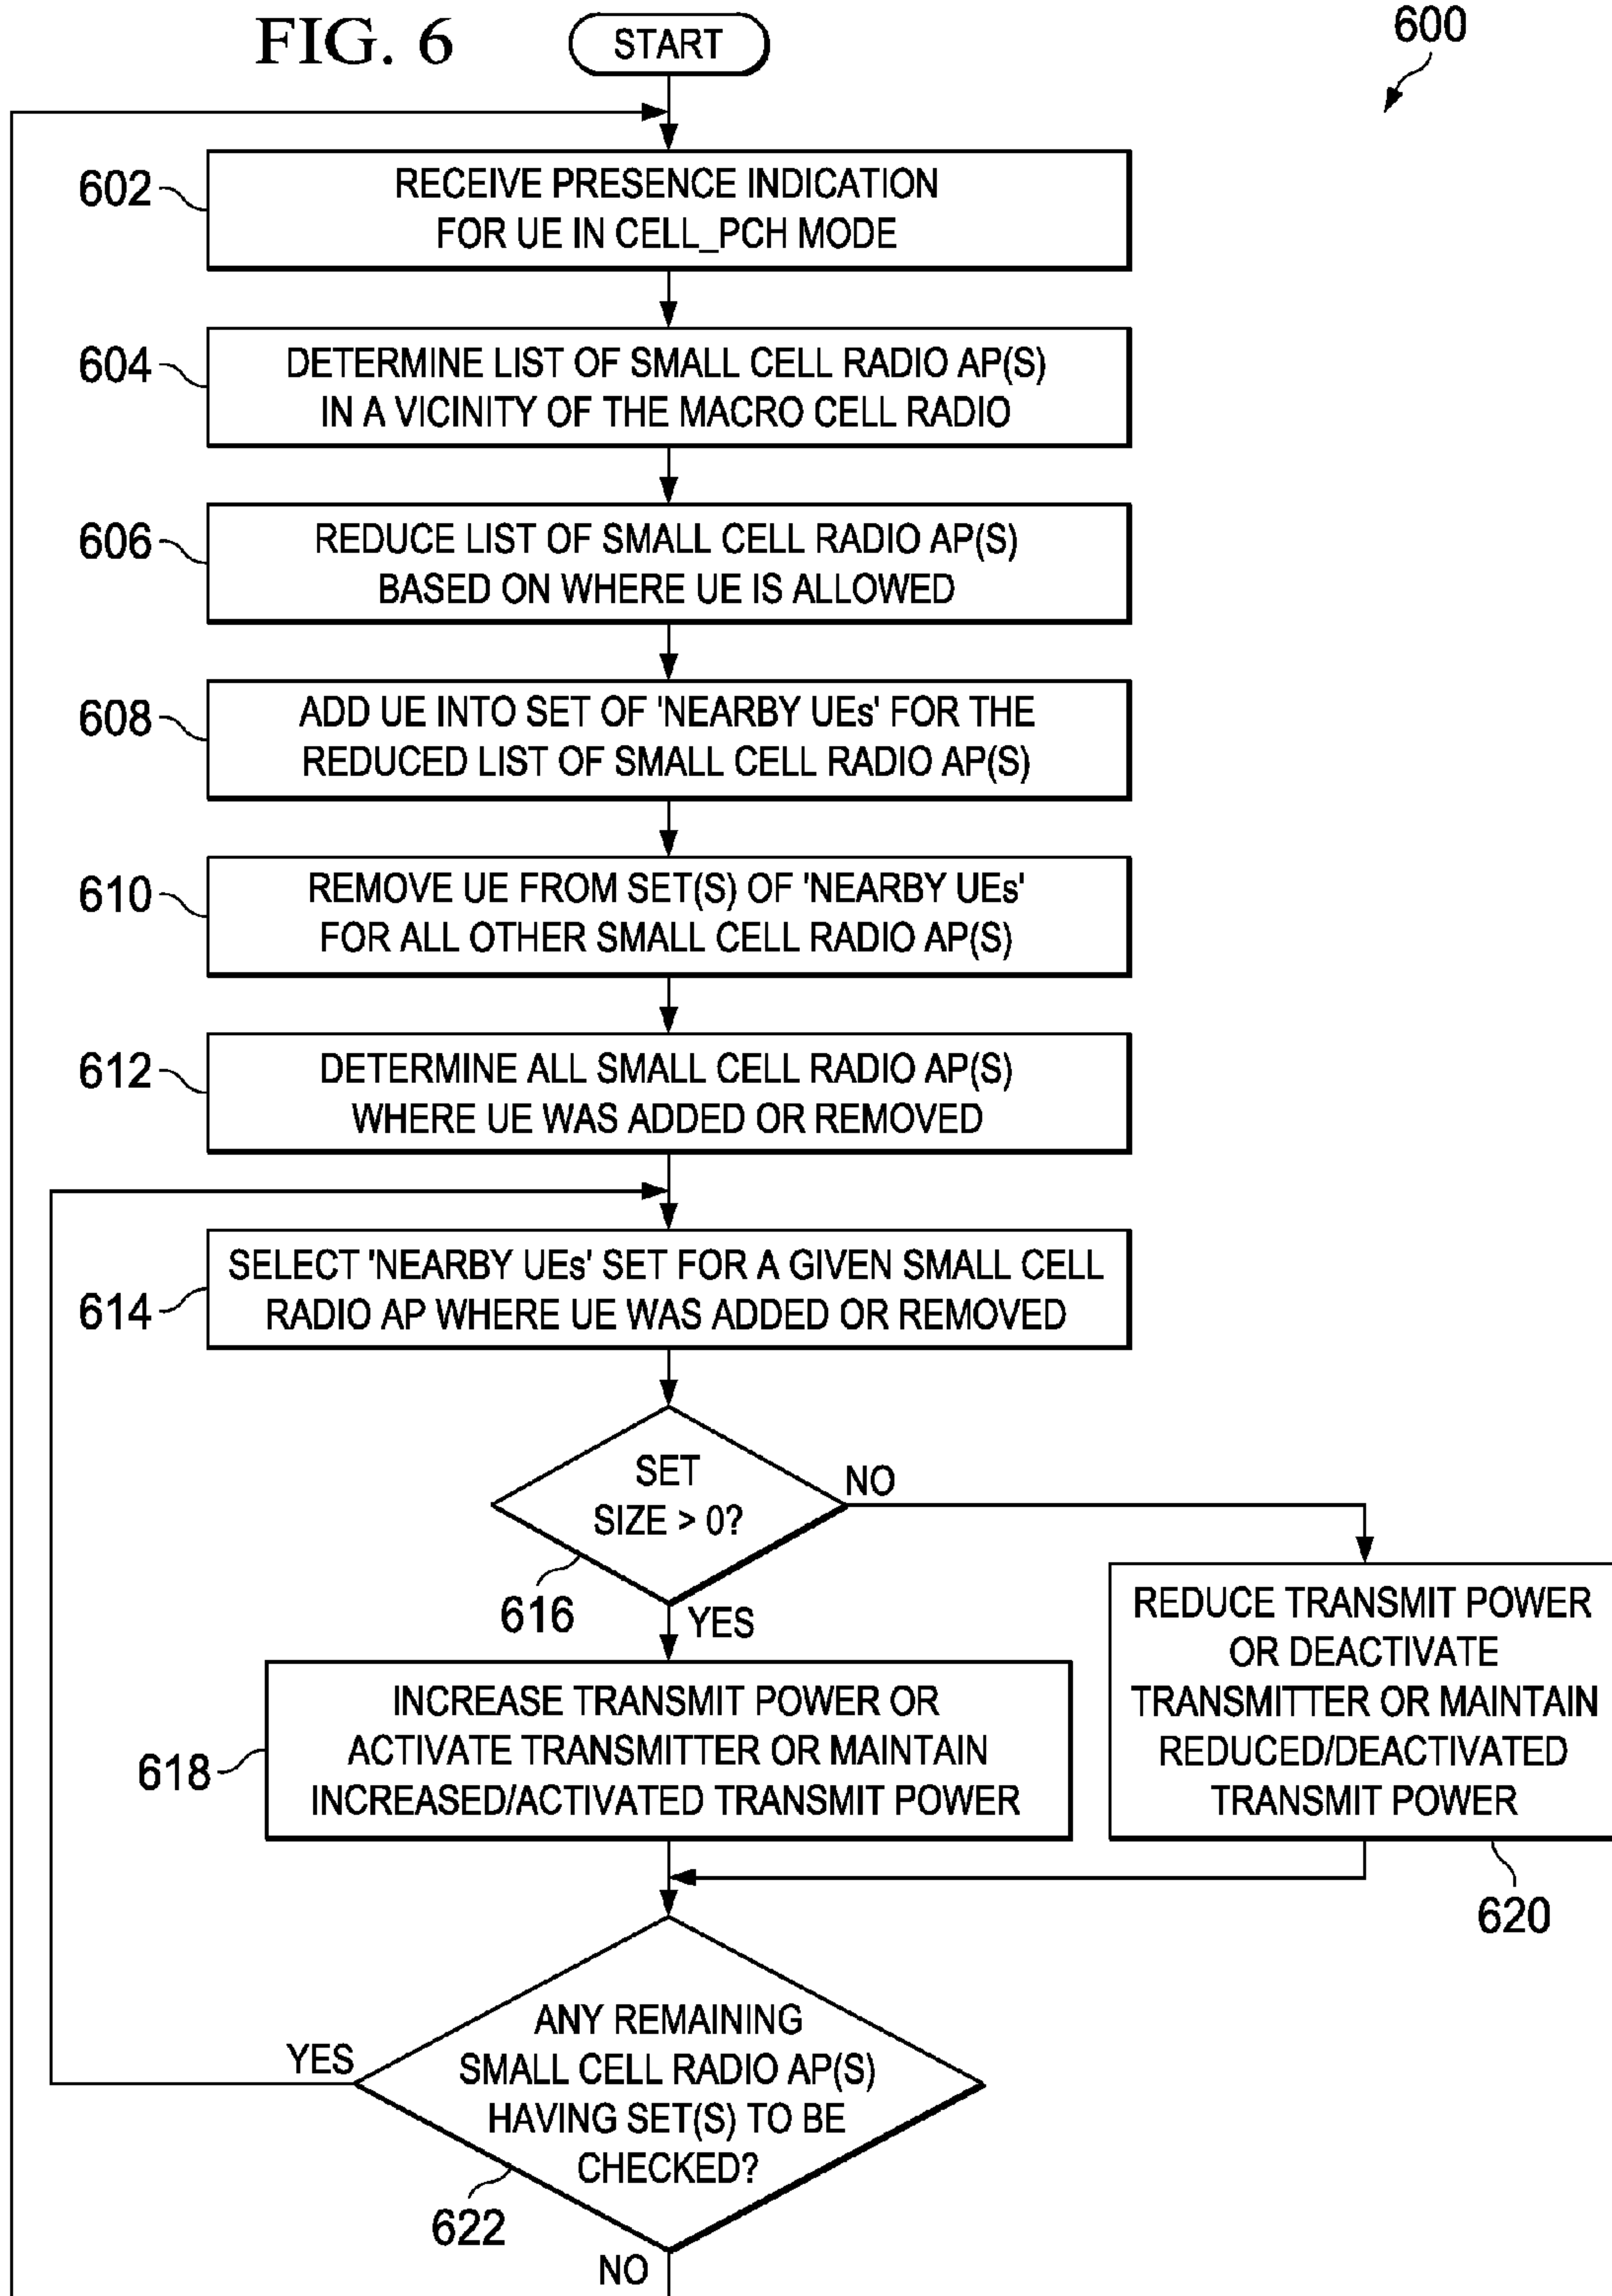 FIG. 6
START
600
602
RECEIVE PRESENCE INDICATION
FOR UE IN CELL_PCH MODE
604
DETERMINE LIST OF SMALL CELL RADIO AP(S)
IN A VICINITY OF THE MACRO CELL RADIO
606
REDUCE LIST OF SMALL CELL RADIO AP(S)
BASED ON WHERE UE IS ALLOWED
608
ADD UE INTO SET OF 'NEARBY UEs' FOR THE
REDUCED LIST OF SMALL CELL RADIO AP(S)
610
REMOVE UE FROM SET(S) OF 'NEARBY UEs'
FOR ALL OTHER SMALL CELL RADIO AP(S)
612
DETERMINE ALL SMALL CELL RADIO AP(S)
WHERE UE WAS ADDED OR REMOVED
614
SELECT 'NEARBY UEs' SET FOR A GIVEN SMALL CELL
RADIO AP WHERE UE WAS ADDED OR REMOVED
SET
SIZE > 0?
NO
616
YES
618
INCREASE TRANSMIT POWER OR
ACTIVATE TRANSMITTER OR MAINTAIN
INCREASED/ACTIVATED TRANSMIT POWER
REDUCE TRANSMIT POWER
OR DEACTIVATE
TRANSMITTER OR MAINTAIN
REDUCED/DEACTIVATED
TRANSMIT POWER
620
ANY REMAINING
SMALL CELL RADIO AP(S)
HAVING SET(S) TO BE
CHECKED?
YES
622
NO